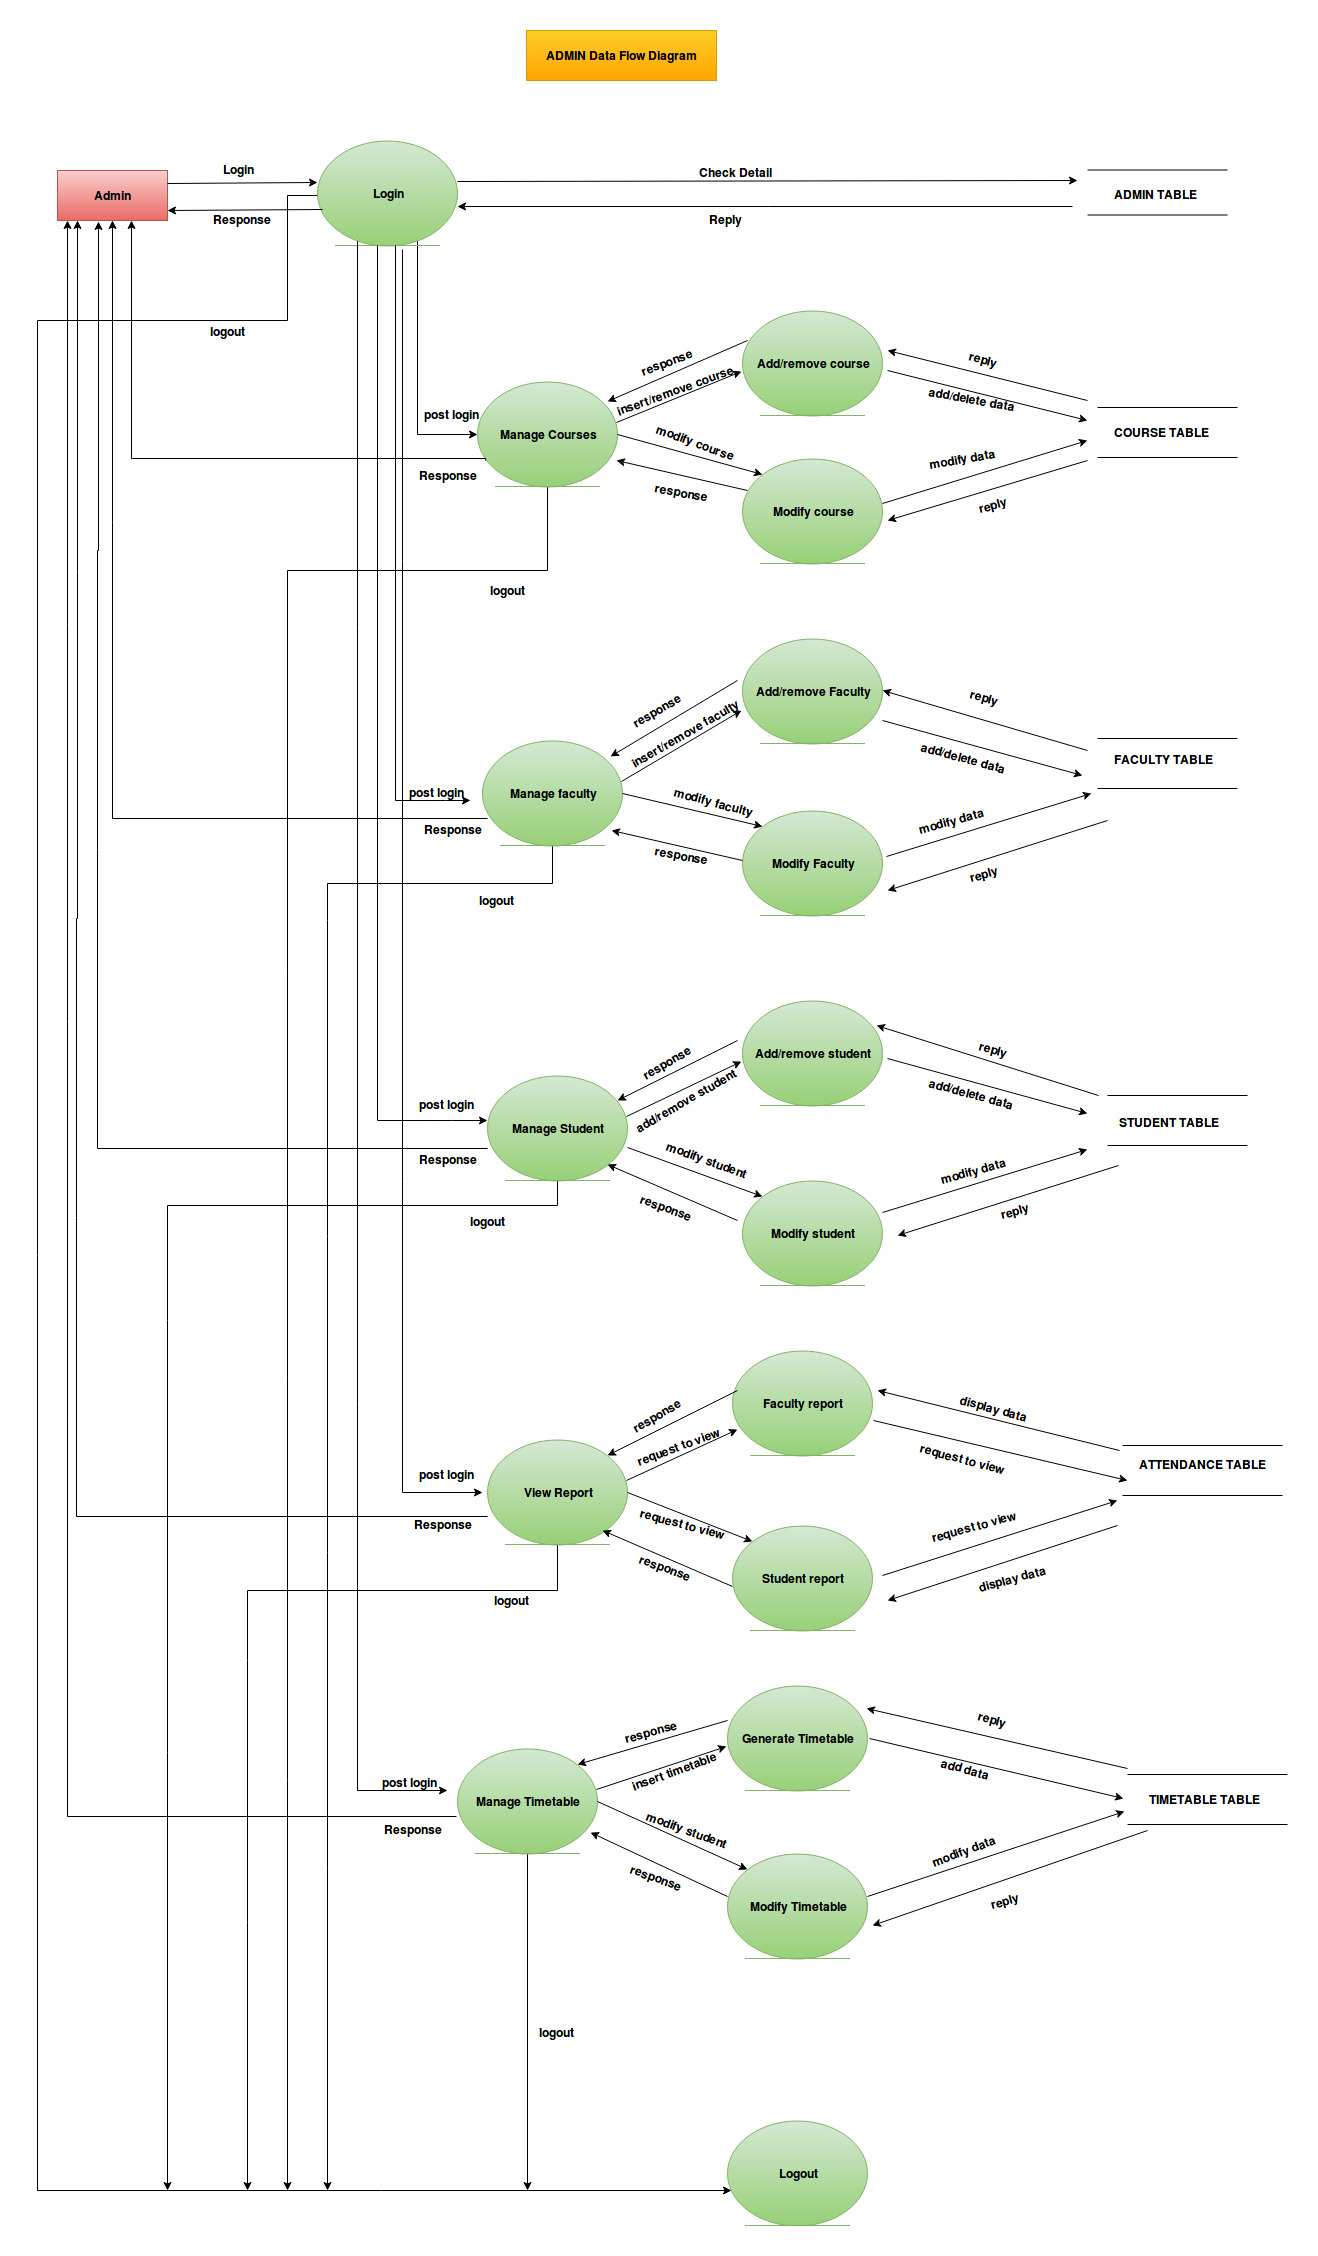 ADMIN Data Flow Diagram
Login
Check Detail
Admin
Login
ADMIN TABLE
Response
Reply
logout
response
Add/remove course
reply
insert/remove course
add/delete data
post login
Manage Courses
modify course
COURSE TABLE
modify data
Response
response
Modify course
reply
logout
response
Add/remove Faculty
reply
insert/remove faculty
add/delete data
FACULTY TABLE
post login
Manage faculty
modify faculty
modify data
Response
response
Modify Faculty
reply
logout
response
Add/remove student
reply
add/remove student
add/delete data
post login
Manage Student
STUDENT TABLE
Response
modify student
modify data
response
Modify student
reply
logout
response
Faculty report
display data
request to view
request to view
post login
View Report
ATTENDANCE TABLE
Response
request to view
request to view
response
Student report
display data
logout
response
Generate Timetable
reply
insert timetable
add data
post login
Manage Timetable
TIMETABLE TABLE
Response
modify student
modify data
response
Modify Timetable
reply
logout
Logout